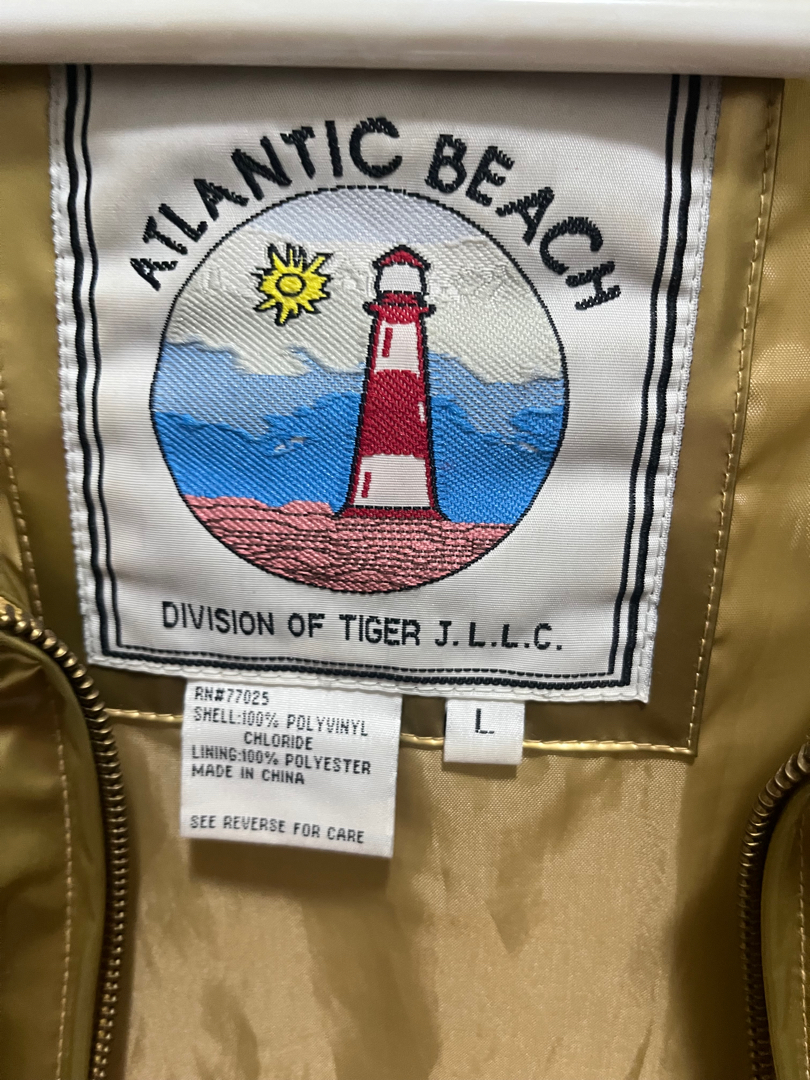 ATLANTIC BEACH
DIVISION OF TIGER J. L.L.C.
RN#77025
SHELL:100% POLYVINYL
CHLORIDE
LINING:100% POLYESTER
MADE IN CHINA
SEE REVERSE FOR CARE
L